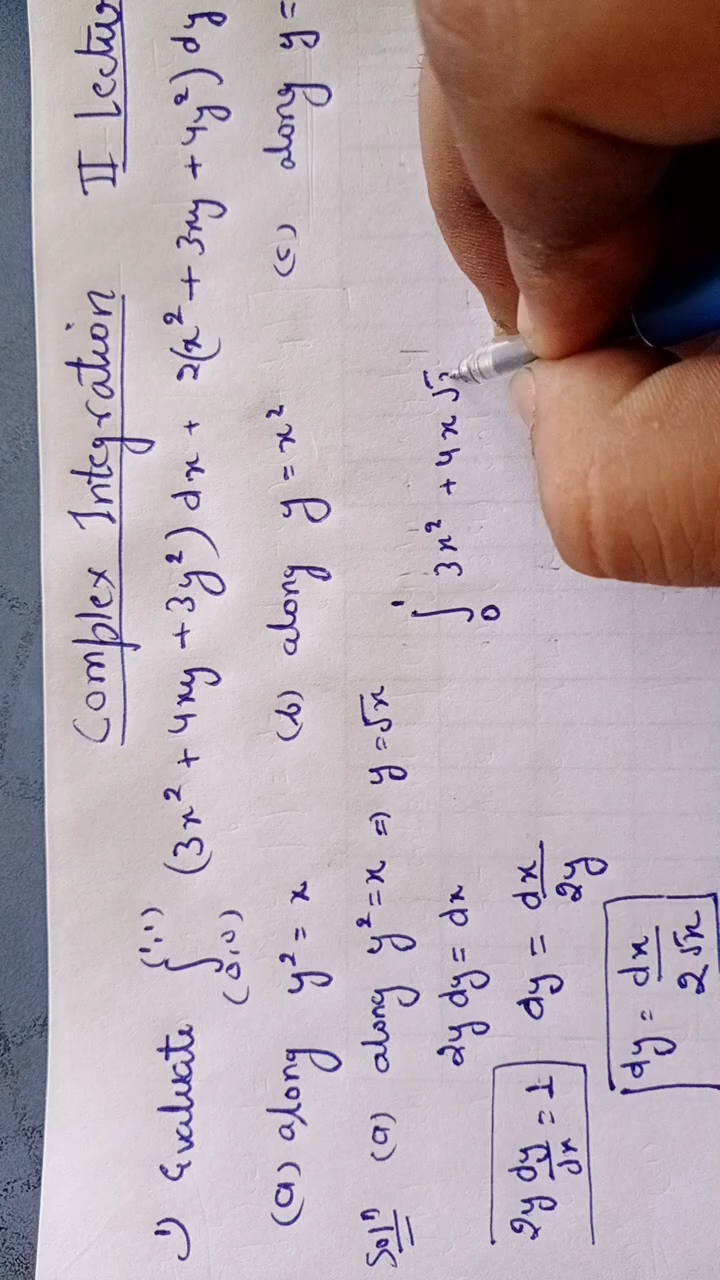 Complex Integration II Lectur
1) Evaluate ∫_(0,0)^(1,1) (3x² + 4xy + 3y²) dx + 2(x² + 3xy + 4y²) dy
(a) along y² = x (b) along y = x² (c) along y =
Solⁿ (a) along y² = x ⇒ y = √x
2y dy = dx ∫_0^1 3x² + 4x √
2y dy/dx = 1 dy = dx/2y
dy = dx/2√x